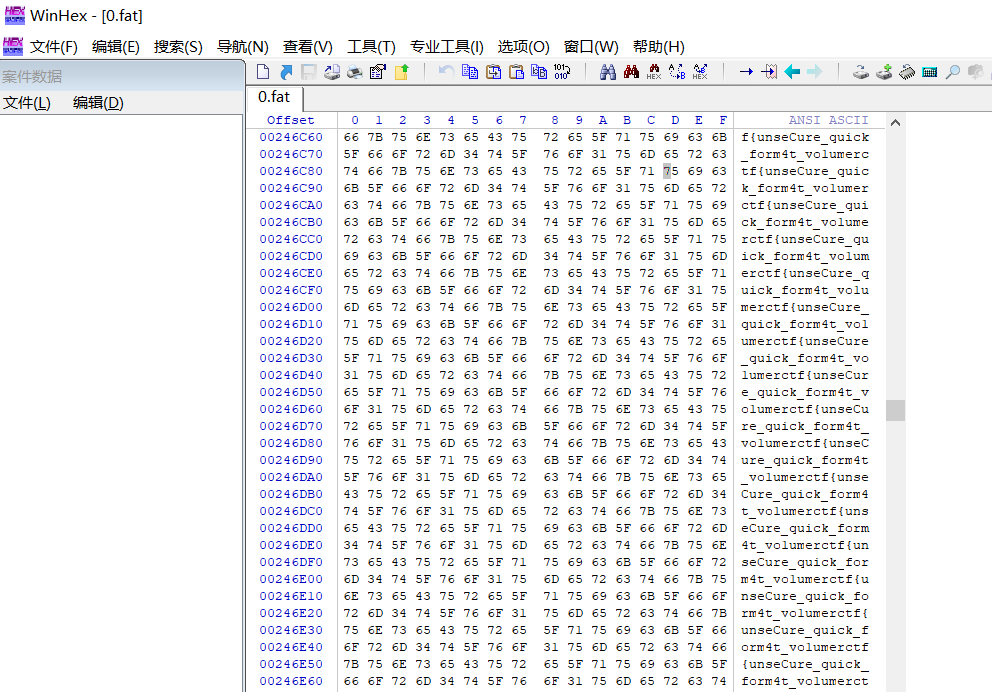 WinHex - [0.fat]
文件(F) 编辑(E) 搜索(S) 导航(N) 查看(V) 工具(T) 专业工具(I) 选项(O) 窗口(W) 帮助(H)
案件数据
文件(L) 编辑(D)
0.fat
Offset 0 1 2 3 4 5 6 7 8 9 A B C D E F ANSI ASCII
00246C60 66 7B 75 6E 73 65 43 75 72 65 5F 71 75 69 63 6B f{unseCure_quick
00246C70 5F 66 6F 72 6D 34 74 5F 76 6F 31 75 6D 65 72 63 _form4t_vo1umerc
00246C80 74 66 7B 75 6E 73 65 43 75 72 65 5F 71 75 69 63 tf{unseCure_quic
00246C90 6B 5F 66 6F 72 6D 34 74 5F 76 6F 31 75 6D 65 72 k_form4t_vo1umer
00246CA0 63 74 66 7B 75 6E 73 65 43 75 72 65 5F 71 75 69 ctf{unseCure_qui
00246CB0 63 6B 5F 66 6F 72 6D 34 74 5F 76 6F 31 75 6D 65 ck_form4t_vo1ume
00246CC0 72 63 74 66 7B 75 6E 73 65 43 75 72 65 5F 71 75 rctf{unseCure_qu
00246CD0 69 63 6B 5F 66 6F 72 6D 34 74 5F 76 6F 31 75 6D ick_form4t_vo1um
00246CE0 65 72 63 74 66 7B 75 6E 73 65 43 75 72 65 5F 71 erctf{unseCure_q
00246CF0 75 69 63 6B 5F 66 6F 72 6D 34 74 5F 76 6F 31 75 uick_form4t_vo1u
00246D00 6D 65 72 63 74 66 7B 75 6E 73 65 43 75 72 65 5F merctf{unseCure_
00246D10 71 75 69 63 6B 5F 66 6F 72 6D 34 74 5F 76 6F 31 quick_form4t_vo1
00246D20 75 6D 65 72 63 74 66 7B 75 6E 73 65 43 75 72 65 umerctf{unseCure
00246D30 5F 71 75 69 63 6B 5F 66 6F 72 6D 34 74 5F 76 6F _quick_form4t_vo
00246D40 31 75 6D 65 72 63 74 66 7B 75 6E 73 65 43 75 72 1umerctf{unseCur
00246D50 65 5F 71 75 69 63 6B 5F 66 6F 72 6D 34 74 5F 76 e_quick_form4t_v
00246D60 6F 31 75 6D 65 72 63 74 66 7B 75 6E 73 65 43 75 o1umerctf{unseCu
00246D70 72 65 5F 71 75 69 63 6B 5F 66 6F 72 6D 34 74 5F re_quick_form4t_
00246D80 76 6F 31 75 6D 65 72 63 74 66 7B 75 6E 73 65 43 vo1umerctf{unseC
00246D90 75 72 65 5F 71 75 69 63 6B 5F 66 6F 72 6D 34 74 ure_quick_form4t
00246DA0 5F 76 6F 31 75 6D 65 72 63 74 66 7B 75 6E 73 65 _vo1umerctf{unse
00246DB0 43 75 72 65 5F 71 75 69 63 6B 5F 66 6F 72 6D 34 Cure_quick_form4
00246DC0 74 5F 76 6F 31 75 6D 65 72 63 74 66 7B 75 6E 73 t_vo1umerctf{uns
00246DD0 65 43 75 72 65 5F 71 75 69 63 6B 5F 66 6F 72 6D eCure_quick_form
00246DE0 34 74 5F 76 6F 31 75 6D 65 72 63 74 66 7B 75 6E 4t_vo1umerctf{un
00246DF0 73 65 43 75 72 65 5F 71 75 69 63 6B 5F 66 6F 72 seCure_quick_for
00246E00 6D 34 74 5F 76 6F 31 75 6D 65 72 63 74 66 7B 75 m4t_vo1umerctf{u
00246E10 6E 73 65 43 75 72 65 5F 71 75 69 63 6B 5F 66 6F nseCure_quick_fo
00246E20 72 6D 34 74 5F 76 6F 31 75 6D 65 72 63 74 66 7B rm4t_vo1umerctf{
00246E30 75 6E 73 65 43 75 72 65 5F 71 75 69 63 6B 5F 66 unseCure_quick_f
00246E40 6F 72 6D 34 74 5F 76 6F 31 75 6D 65 72 63 74 66 orm4t_vo1umerctf
00246E50 7B 75 6E 73 65 43 75 72 65 5F 71 75 69 63 6B 5F {unseCure_quick_
00246E60 66 6F 72 6D 34 74 5F 76 6F 31 75 6D 65 72 63 74 form4t_vo1umerct